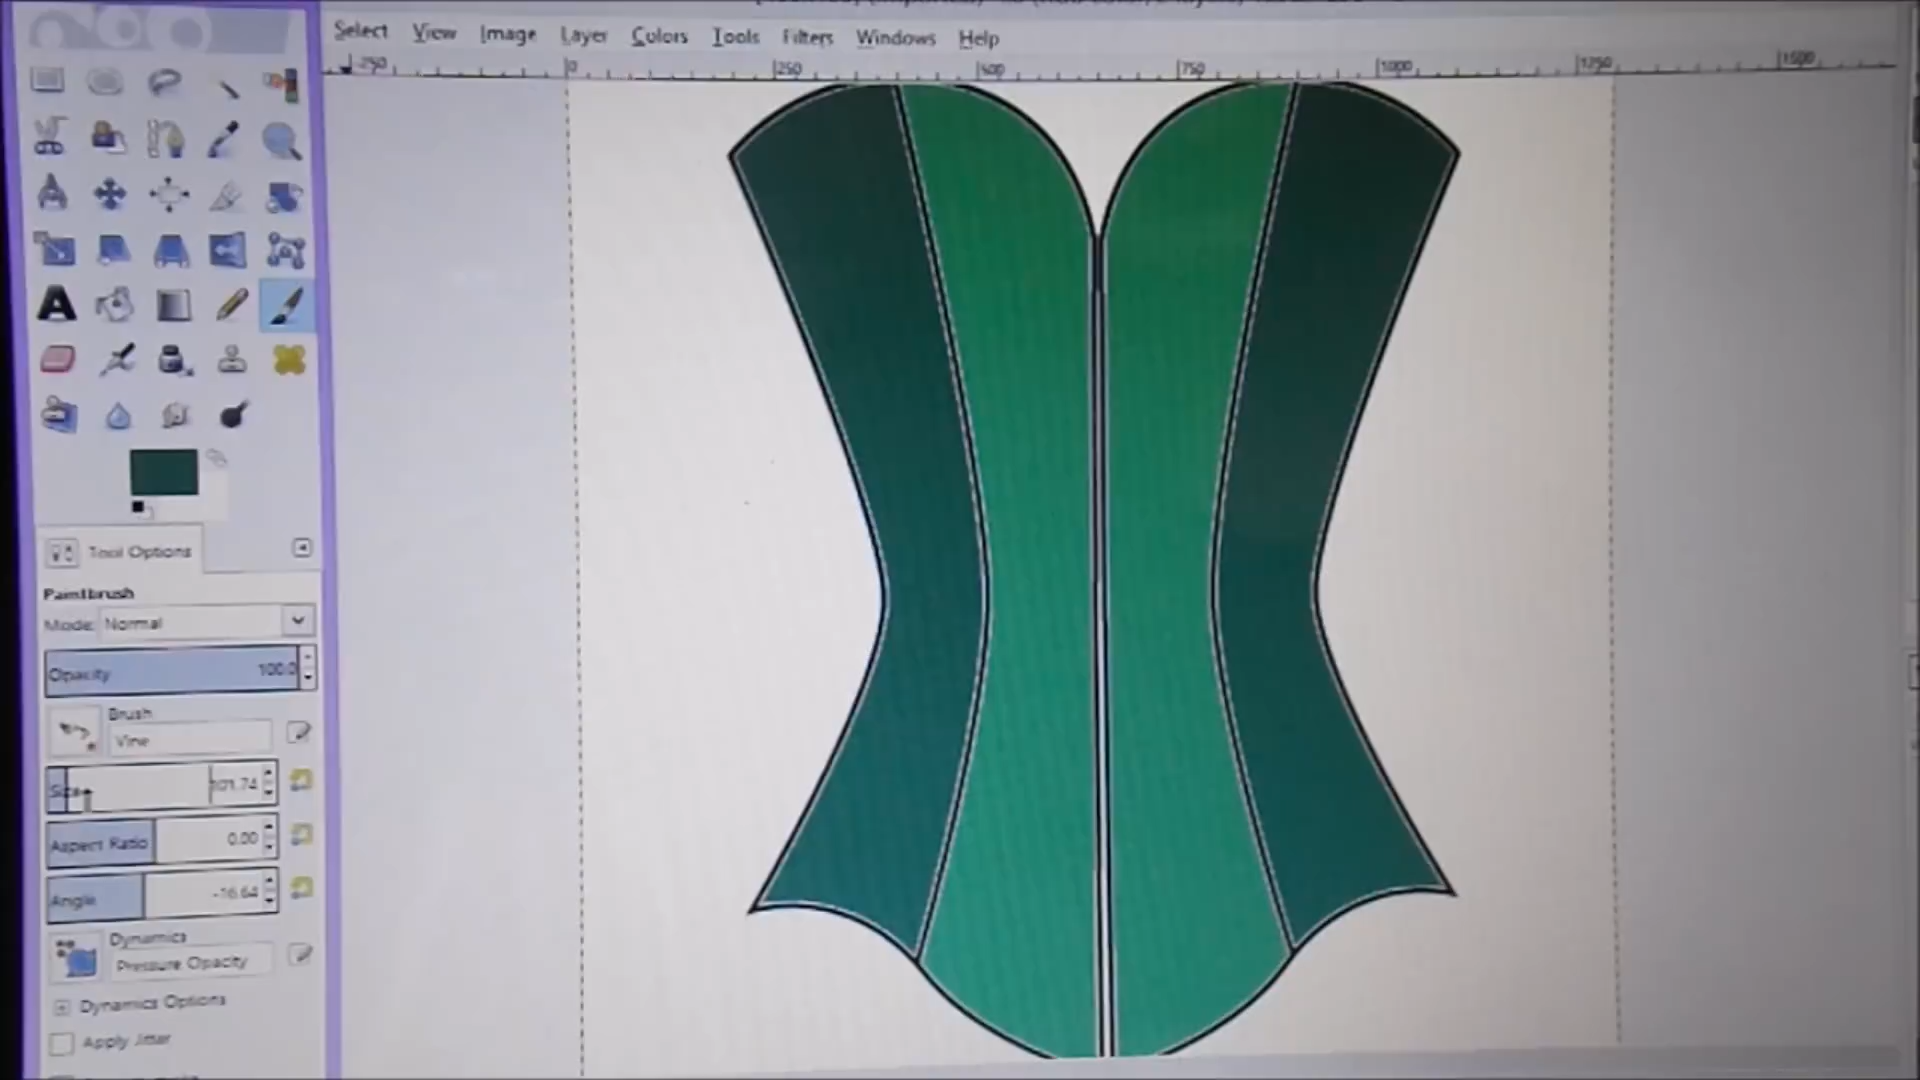 Select View Image Layer Colors Tools Filters Windows Help
-250 0 250 500 750 1000 1250 1500
A
Tool Options
Paintbrush
Mode: Normal
Opacity 100.0
Brush
Vine
Size 101.74
Aspect Ratio 0.00
Angle -16.64
Dynamics
Pressure Opacity
Dynamics Options
Apply Jitter